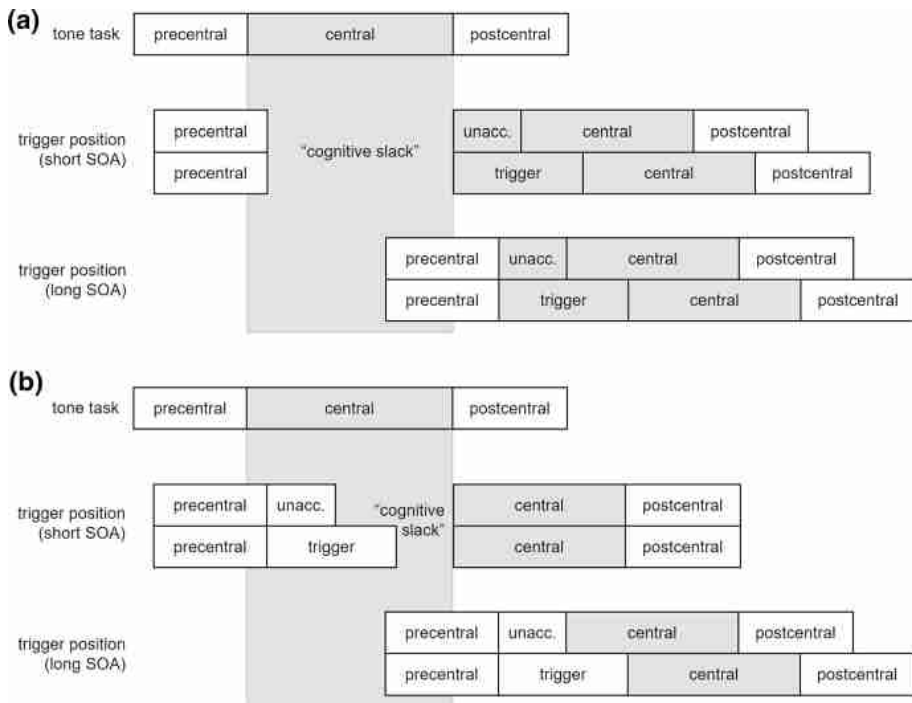 (a)
tone task
precentral central postcentral
trigger position
(short SOA)
precentral
precentral
"cognitive slack"
unacc. central postcentral
trigger central postcentral
trigger position
(long SOA)
precentral unacc. central postcentral
precentral trigger central postcentral
(b)
tone task
precentral central postcentral
trigger position
(short SOA)
precentral unacc.
precentral trigger
"cognitive
slack"
central postcentral
central postcentral
trigger position
(long SOA)
precentral unacc. central postcentral
precentral trigger central postcentral